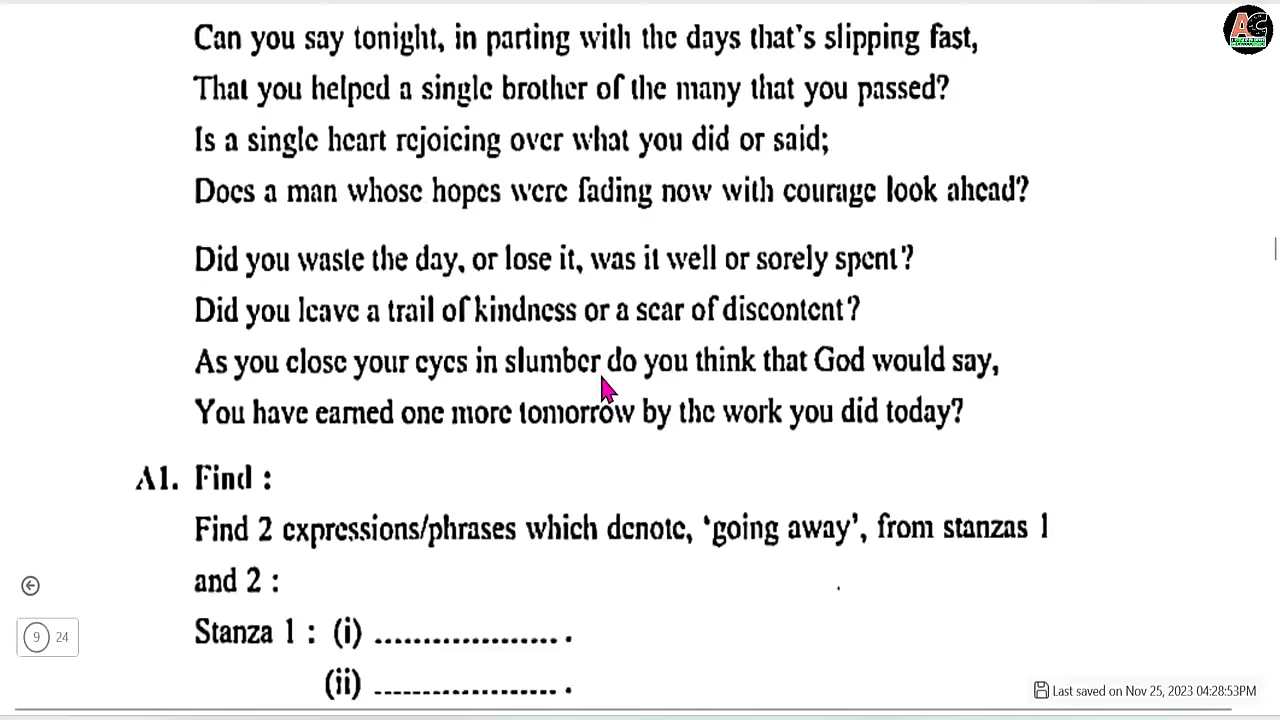 Can you say tonight, in parting with the days that's slipping fast,
That you helped a single brother of the many that you passed?
Is a single heart rejoicing over what you did or said;
Does a man whose hopes were fading now with courage look ahead?
Did you waste the day, or lose it, was it well or sorely spent?
Did you leave a trail of kindness or a scar of discontent?
As you close your eyes in slumber do you think that God would say,
You have earned one more tomorrow by the work you did today?
A1. Find :
Find 2 expressions/phrases which denote, ‘going away’, from stanzas 1
and 2 :
Stanza 1 : (i) ................... .
(ii) ................... .
9 24
Last saved on Nov 25, 2023 04:28:53PM
AC